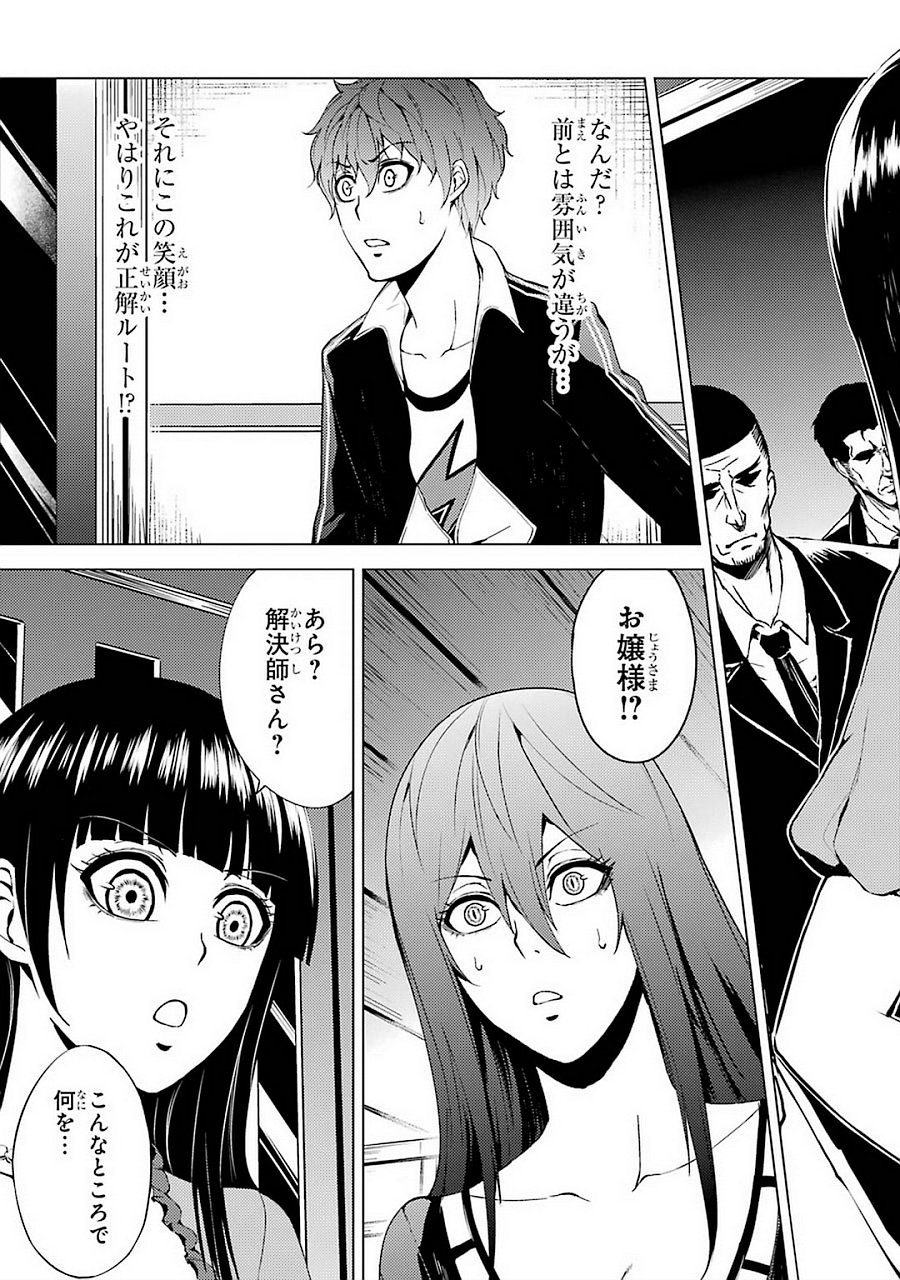 なんだ?
前とは雰囲気が違うが…
それにこの笑顔…
やはりこれが正解ルート!?
お嬢様!?
あら?
解決師さん?
こんなところで
何を…